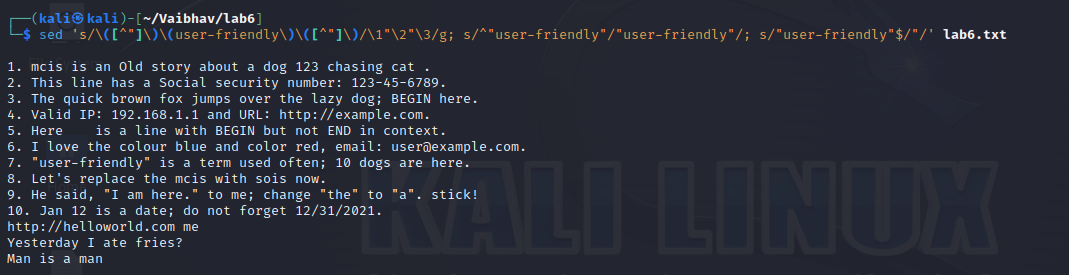 ┌──(kali㉿kali)-[~/Vaibhav/lab6]
└─$ sed 's/\([^"]\)\(user-friendly\)\([^"]\)/\1"\2"\3/g; s/^"user-friendly"/"user-friendly"/; s/"user-friendly"$/"/' lab6.txt
1. mcis is an Old story about a dog 123 chasing cat .
2. This line has a Social security number: 123-45-6789.
3. The quick brown fox jumps over the lazy dog; BEGIN here.
4. Valid IP: 192.168.1.1 and URL: http://example.com.
5. Here    is a line with BEGIN but not END in context.
6. I love the colour blue and color red, email: user@example.com.
7. "user-friendly" is a term used often; 10 dogs are here.
8. Let's replace the mcis with sois now.
9. He said, "I am here." to me; change "the" to "a". stick!
10. Jan 12 is a date; do not forget 12/31/2021.
http://helloworld.com me
Yesterday I ate fries?
Man is a man
KALI LINUX